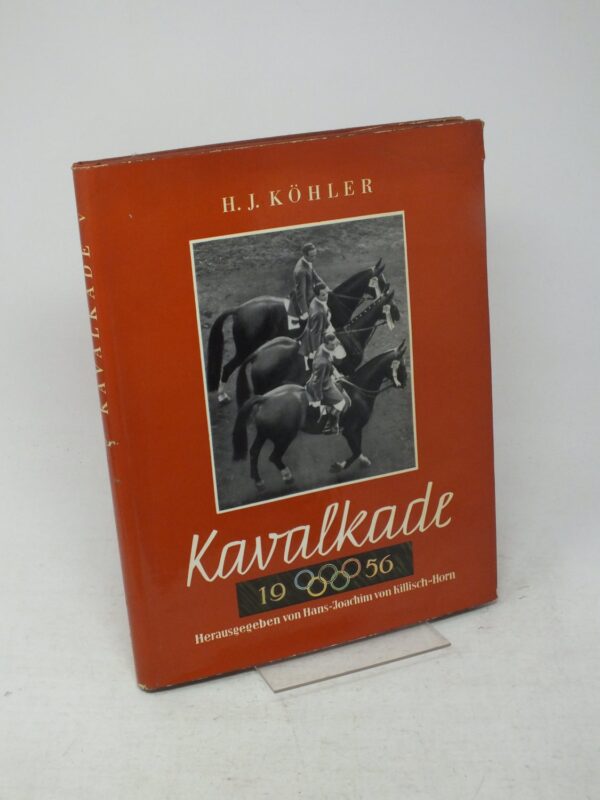 H. J. KÖHLER
Kavalkade
19 56
Herausgegeben von Hans-Joachim von Killisch-Horn
KAVALKADE V